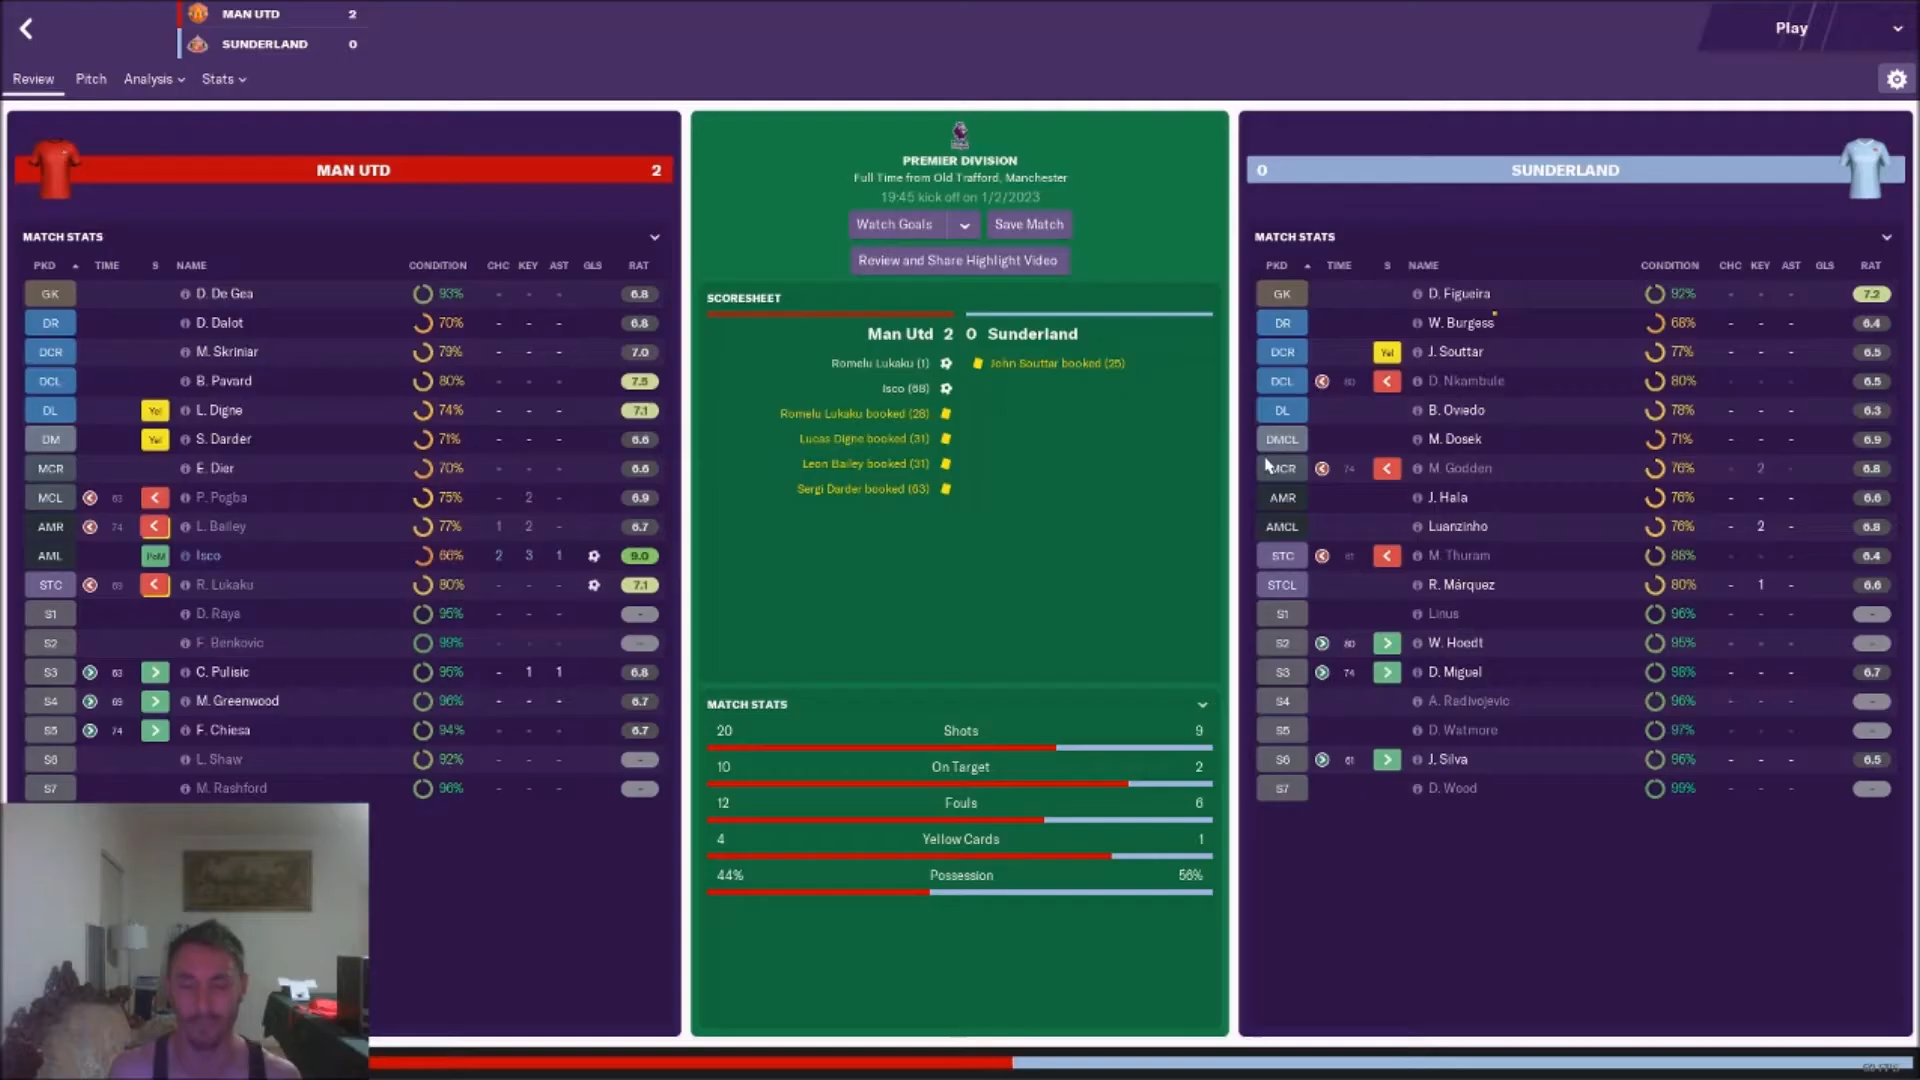 MAN UTD 2
SUNDERLAND 0
Play
Review Pitch Analysis Stats
MAN UTD 2
MATCH STATS
PKD TIME S NAME CONDITION CHC KEY AST GLS RAT
GK D. De Gea 93% - - - 6.8
DR D. Dalot 70% - - - 6.8
DCR M. Skriniar 79% - - - 7.0
DCL B. Pavard 80% - - - 7.5
DL Yel L. Digne 74% - - - 7.1
DM Yel S. Darder 71% - - - 6.6
MCR E. Dier 70% - - - 6.6
MCL 63 P. Pogba 75% - 2 - 6.9
AMR 74 L. Bailey 77% 1 2 - 6.7
AML PoM Isco 66% 2 3 1 9.0
STC 69 R. Lukaku 80% - - - 7.1
S1 D. Raya 95% - - - -
S2 F. Benkovic 99% - - - -
S3 63 C. Pulisic 95% - 1 1 6.8
S4 69 M. Greenwood 96% - - - 6.7
S5 74 F. Chiesa 94% - - - 6.7
S6 L. Shaw 92% - - - -
S7 M. Rashford 96% - - - -
PREMIER DIVISION
Full Time from Old Trafford, Manchester
19:45 kick off on 1/2/2023
Watch Goals Save Match
Review and Share Highlight Video
SCORESHEET
Man Utd 2 0 Sunderland
Romelu Lukaku (1) John Souttar booked (25)
Isco (68)
Romelu Lukaku booked (28)
Lucas Digne booked (31)
Leon Bailey booked (31)
Sergi Darder booked (63)
MATCH STATS
20 Shots 9
10 On Target 2
12 Fouls 6
4 Yellow Cards 1
44% Possession 56%
0 SUNDERLAND
MATCH STATS
PKD TIME S NAME CONDITION CHC KEY AST GLS RAT
GK D. Figueira 92% - - - 7.2
DR W. Burgess 68% - - - 6.4
DCR Yel J. Souttar 77% - - - 6.5
DCL 80 D. Nkambule 80% - - - 6.5
DL B. Oviedo 78% - - - 6.3
DMCL M. Dosek 71% - - - 6.9
MCR 74 M. Godden 76% - 2 - 6.8
AMR J. Hala 76% - - - 6.6
AMCL Luanzinho 76% - 2 - 6.8
STC 61 M. Thuram 88% - - - 6.4
STCL R. Márquez 80% - 1 - 6.6
S1 Linus 96% - - - -
S2 80 W. Hoedt 95% - - - -
S3 74 D. Miguel 98% - - - 6.7
S4 A. Radivojevic 96% - - - -
S5 D. Watmore 97% - - - -
S6 61 J. Silva 96% - - - 6.5
S7 D. Wood 99% - - - -